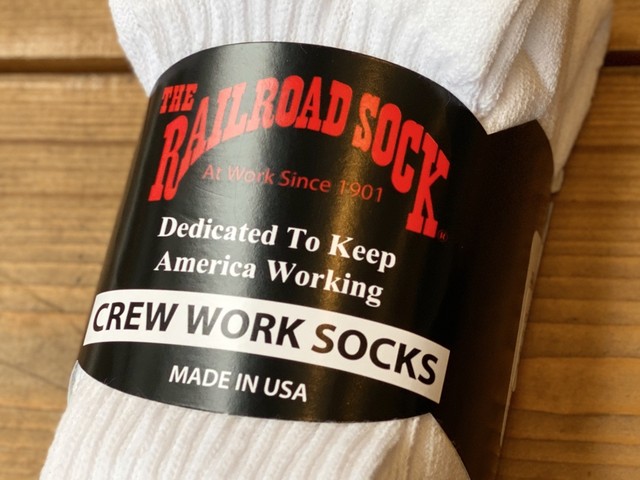 THE
RAILROAD SOCK
At Work Since 1901
Dedicated To Keep
America Working
CREW WORK SOCKS
MADE IN USA